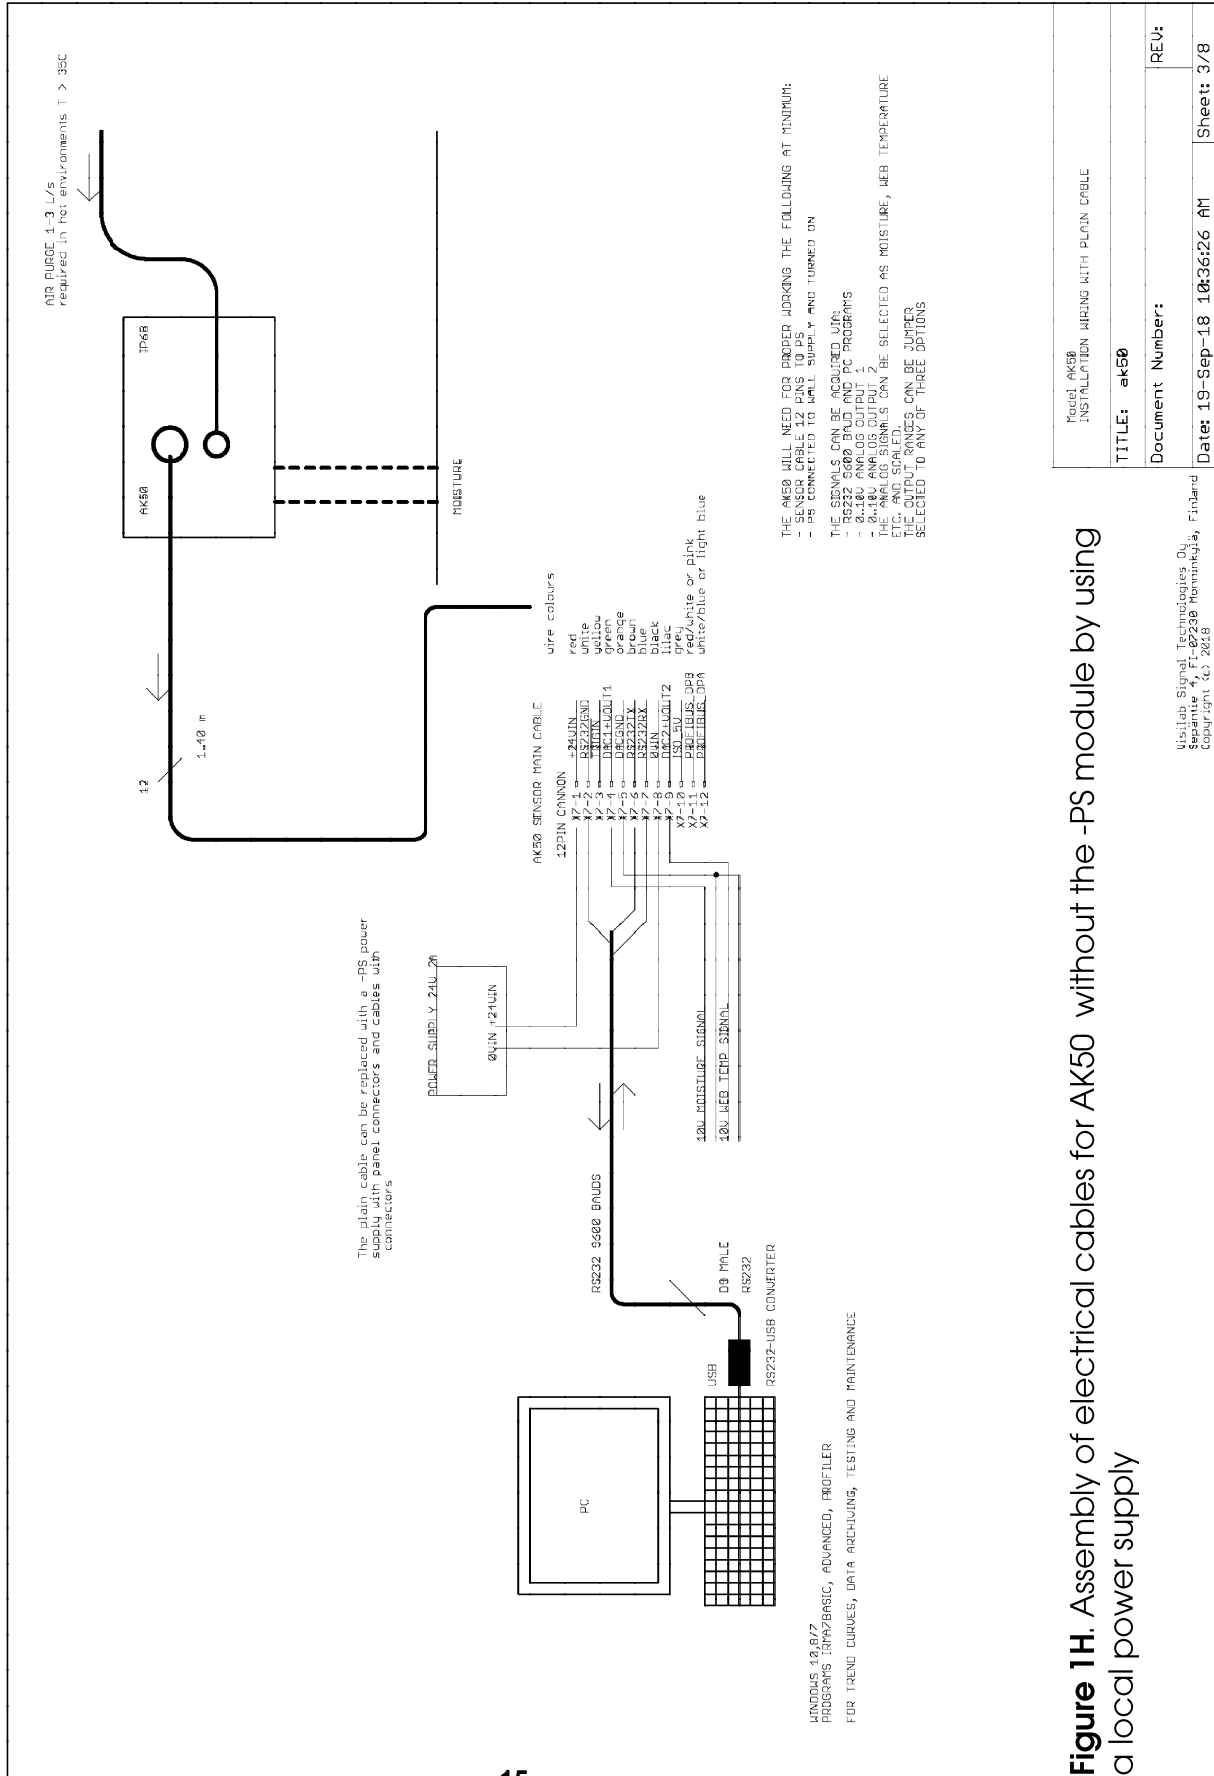 AIR PURGE 1-3 L/s
required in hot environments T > 35C
AK50
IP68
MOISTURE
12
1-10 m
The plain cable can be replaced with a -PS power
supply with panel connectors and cables with
connectors
POWER SUPPLY 24V 2A
0VIN +24VIN
AK50 SENSOR MAIN CABLE
12PIN CANNON
wire colours
X7-1 +24VIN red
X7-2 RS232GND white
X7-3 TRIGIN yellow
X7-4 DAC1+VOUT1 green
X7-5 DACGND orange
X7-6 RS232TX brown
X7-7 RS232RX blue
X7-8 0VIN black
X7-9 DAC2+VOUT2 lilac
X7-10 ISO_5V grey
X7-11 PROFIBUS_DPB red/white or pink
X7-12 PROFIBUS_DPA white/blue or light blue
RS232 9600 BAUDS
10V MOISTURE SIGNAL
10V WEB TEMP SIGNAL
PC
USB
D9 MALE
RS232
RS232-USB CONVERTER
WINDOWS 10,8/7
PROGRAMS IRMA7BASIC, ADVANCED, PROFILER
FOR TREND CURVES, DATA ARCHIVING, TESTING AND MAINTENANCE
THE AK50 WILL NEED FOR PROPER WORKING THE FOLLOWING AT MINIMUM:
- SENSOR CABLE 12 PINS TO PS
- PS CONNECTED TO WALL SUPPLY AND TURNED ON
THE SIGNALS CAN BE ACQUIRED VIA:
- RS232 9600 BAUD AND PC PROGRAMS
- 0..10V ANALOG OUTPUT 1
- 0..10V ANALOG OUTPUT 2
THE ANALOG SIGNALS CAN BE SELECTED AS MOISTURE, WEB TEMPERATURE
ETC. AND SCALED.
THE OUTPUT RANGES CAN BE JUMPER
SELECTED TO ANY OF THREE OPTIONS
Model AK50
INSTALLATION WIRING WITH PLAIN CABLE
TITLE: ak50
Document Number:
REV:
Date: 19-Sep-18 10:36:26 AM
Sheet: 3/8
Visilab Signal Technologies Oy
Sepäntie 4, FI-07230 Monninkylä, Finland
Copyright (c) 2018
Figure 1H. Assembly of electrical cables for AK50 without the -PS module by using
a local power supply
15